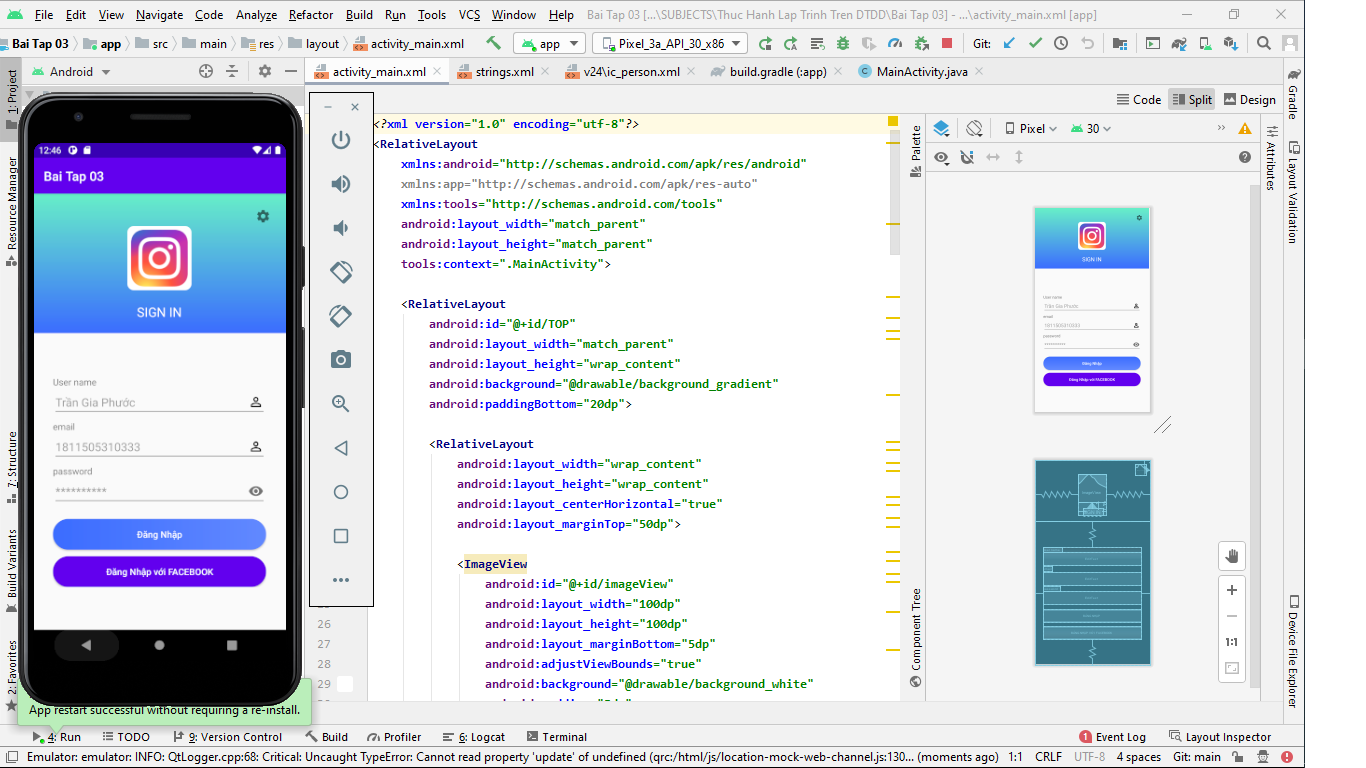 File Edit View Navigate Code Analyze Refactor Build Run Tools VCS Window Help Bai Tap 03 [...\SUBJECTS\Thuc Hanh Lap Trinh Tren DTDD\Bai Tap 03] - ...\activity_main.xml [app]
Bai Tap 03 app src main res layout activity_main.xml app Pixel_3a_API_30_x86 Git:
Android activity_main.xml strings.xml v24\ic_person.xml build.gradle (:app) MainActivity.java
Code Split Design
1: Project
Resource Manager
7: Structure
Build Variants
2: Favorites
12:46
Bai Tap 03
SIGN IN
User name
Trần Gia Phước
email
1811505310333
password
**********
Đăng Nhập
Đăng Nhập với FACEBOOK
App restart successful without requiring a re-install.
<?xml version="1.0" encoding="utf-8"?>
<RelativeLayout
xmlns:android="http://schemas.android.com/apk/res/android"
xmlns:app="http://schemas.android.com/apk/res-auto"
xmlns:tools="http://schemas.android.com/tools"
android:layout_width="match_parent"
android:layout_height="match_parent"
tools:context=".MainActivity">
<RelativeLayout
android:id="@+id/TOP"
android:layout_width="match_parent"
android:layout_height="wrap_content"
android:background="@drawable/background_gradient"
android:paddingBottom="20dp">
<RelativeLayout
android:layout_width="wrap_content"
android:layout_height="wrap_content"
android:layout_centerHorizontal="true"
android:layout_marginTop="50dp">
<ImageView
android:id="@+id/imageView"
android:layout_width="100dp"
26 android:layout_height="100dp"
27 android:layout_marginBottom="5dp"
28 android:adjustViewBounds="true"
29 android:background="@drawable/background_white"
Palette
Component Tree
Pixel 30
SIGN IN
User name
Trần Gia Phước
email
1811505310333
password
**********
Đăng Nhập
Đăng Nhập với FACEBOOK
1:1
Gradle
Layout Validation
Attributes
Device File Explorer
4: Run TODO 9: Version Control Build Profiler 6: Logcat Terminal 1 Event Log Layout Inspector
Emulator: emulator: INFO: QtLogger.cpp:68: Critical: Uncaught TypeError: Cannot read property 'update' of undefined (qrc:/html/js/location-mock-web-channel.js:130... (moments ago) 1:1 CRLF UTF-8 4 spaces Git: main